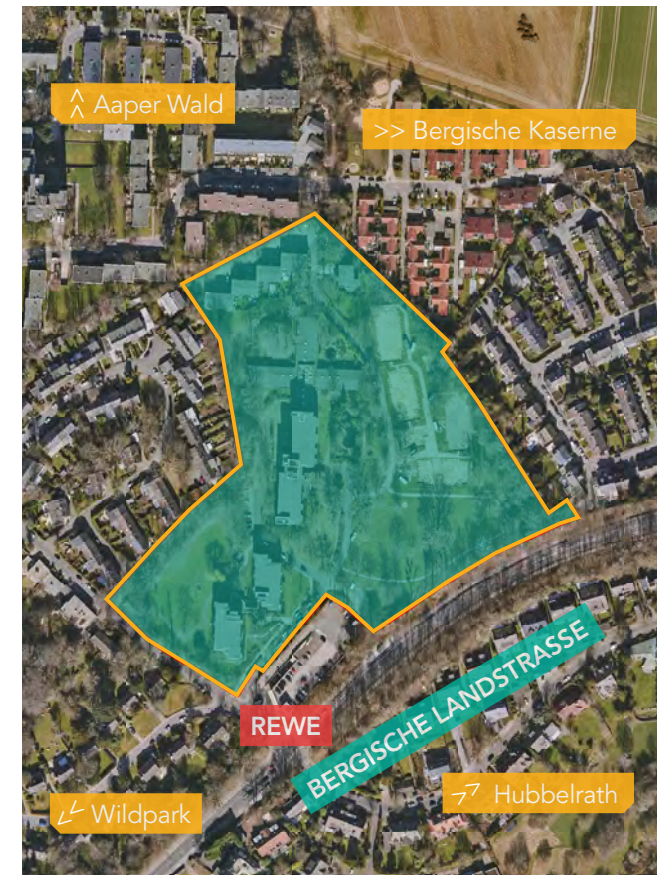 Aaper Wald
>> Bergische Kaserne
REWE
BERGISCHE LANDSTRASSE
>> Hubbelrath
<< Wildpark